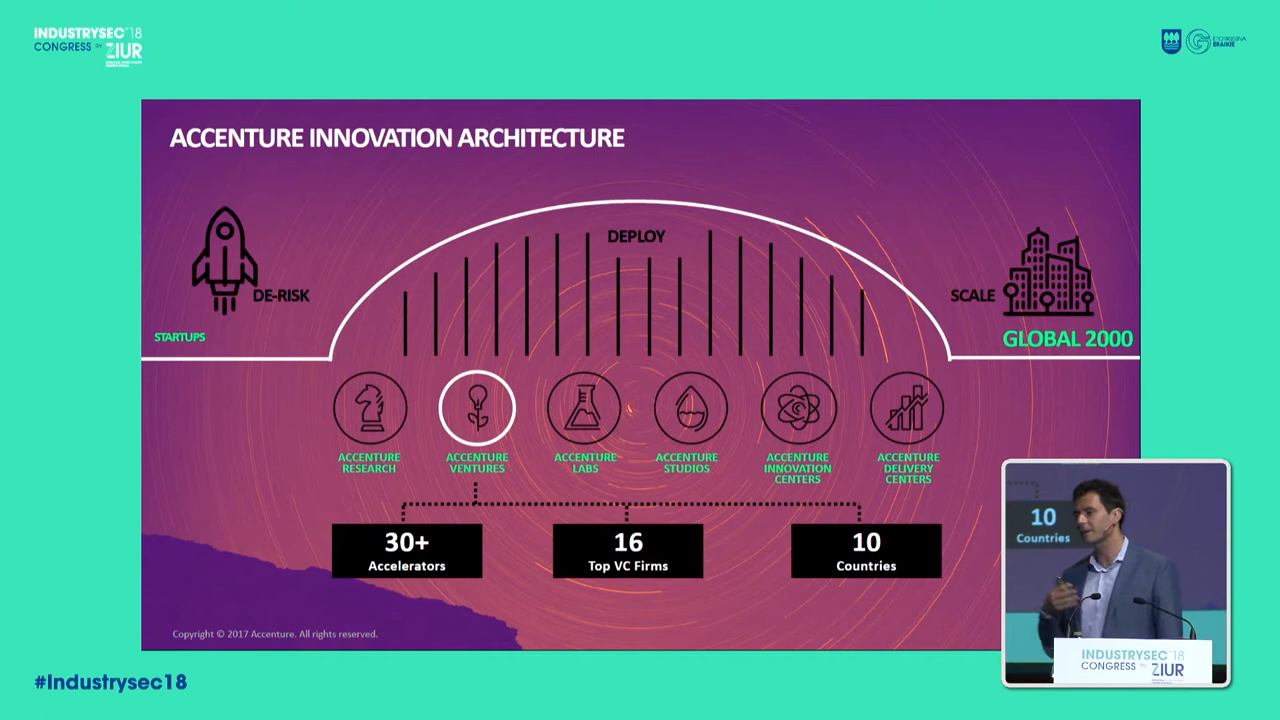 INDUSTRYSEC'18
CONGRESS BY ZIUR
ACCENTURE INNOVATION ARCHITECTURE
DEPLOY
DE-RISK
SCALE
STARTUPS
GLOBAL 2000
ACCENTURE
RESEARCH
ACCENTURE
VENTURES
ACCENTURE
LABS
ACCENTURE
STUDIOS
ACCENTURE
INNOVATION
CENTERS
ACCENTURE
DELIVERY
CENTERS
30+
Accelerators
16
Top VC Firms
10
Countries
Copyright © 2017 Accenture. All rights reserved.
10
Countries
INDUSTRYSEC'18
CONGRESS BY ZIUR
#Industrysec18